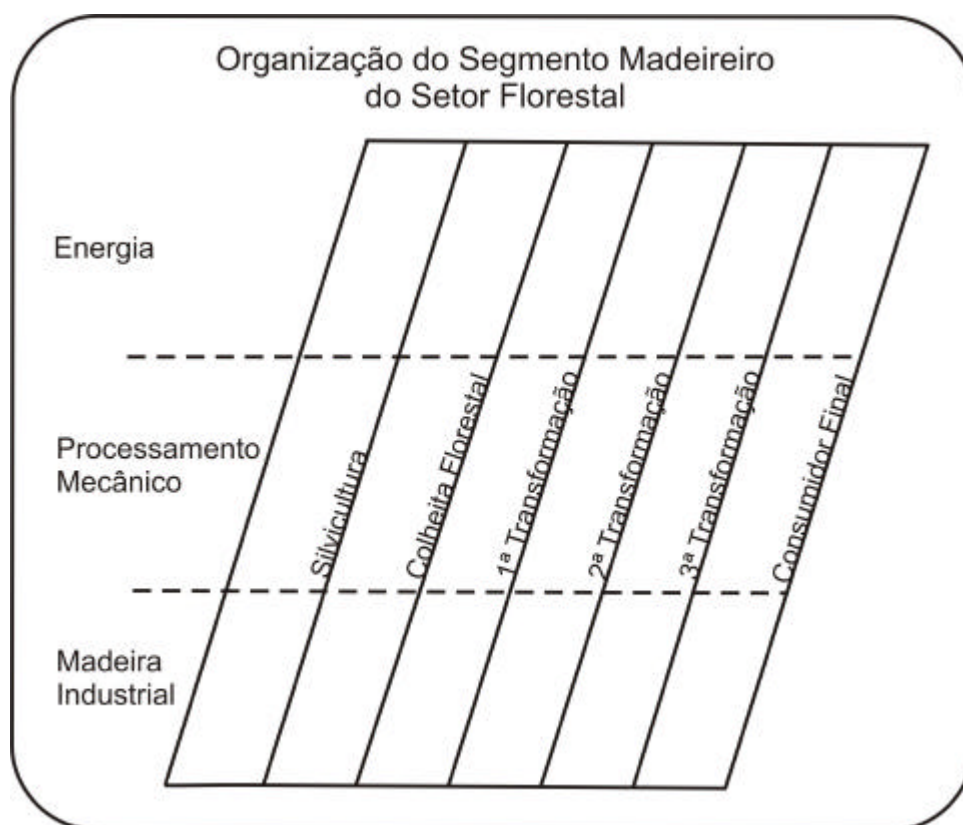 Organização do Segmento Madeireiro
do Setor Florestal
Energia
Processamento
Mecânico
Madeira
Industrial
Silvicultura
Colheita Florestal
1ª Transformação
2ª Transformação
3ª Transformação
Consumidor Final